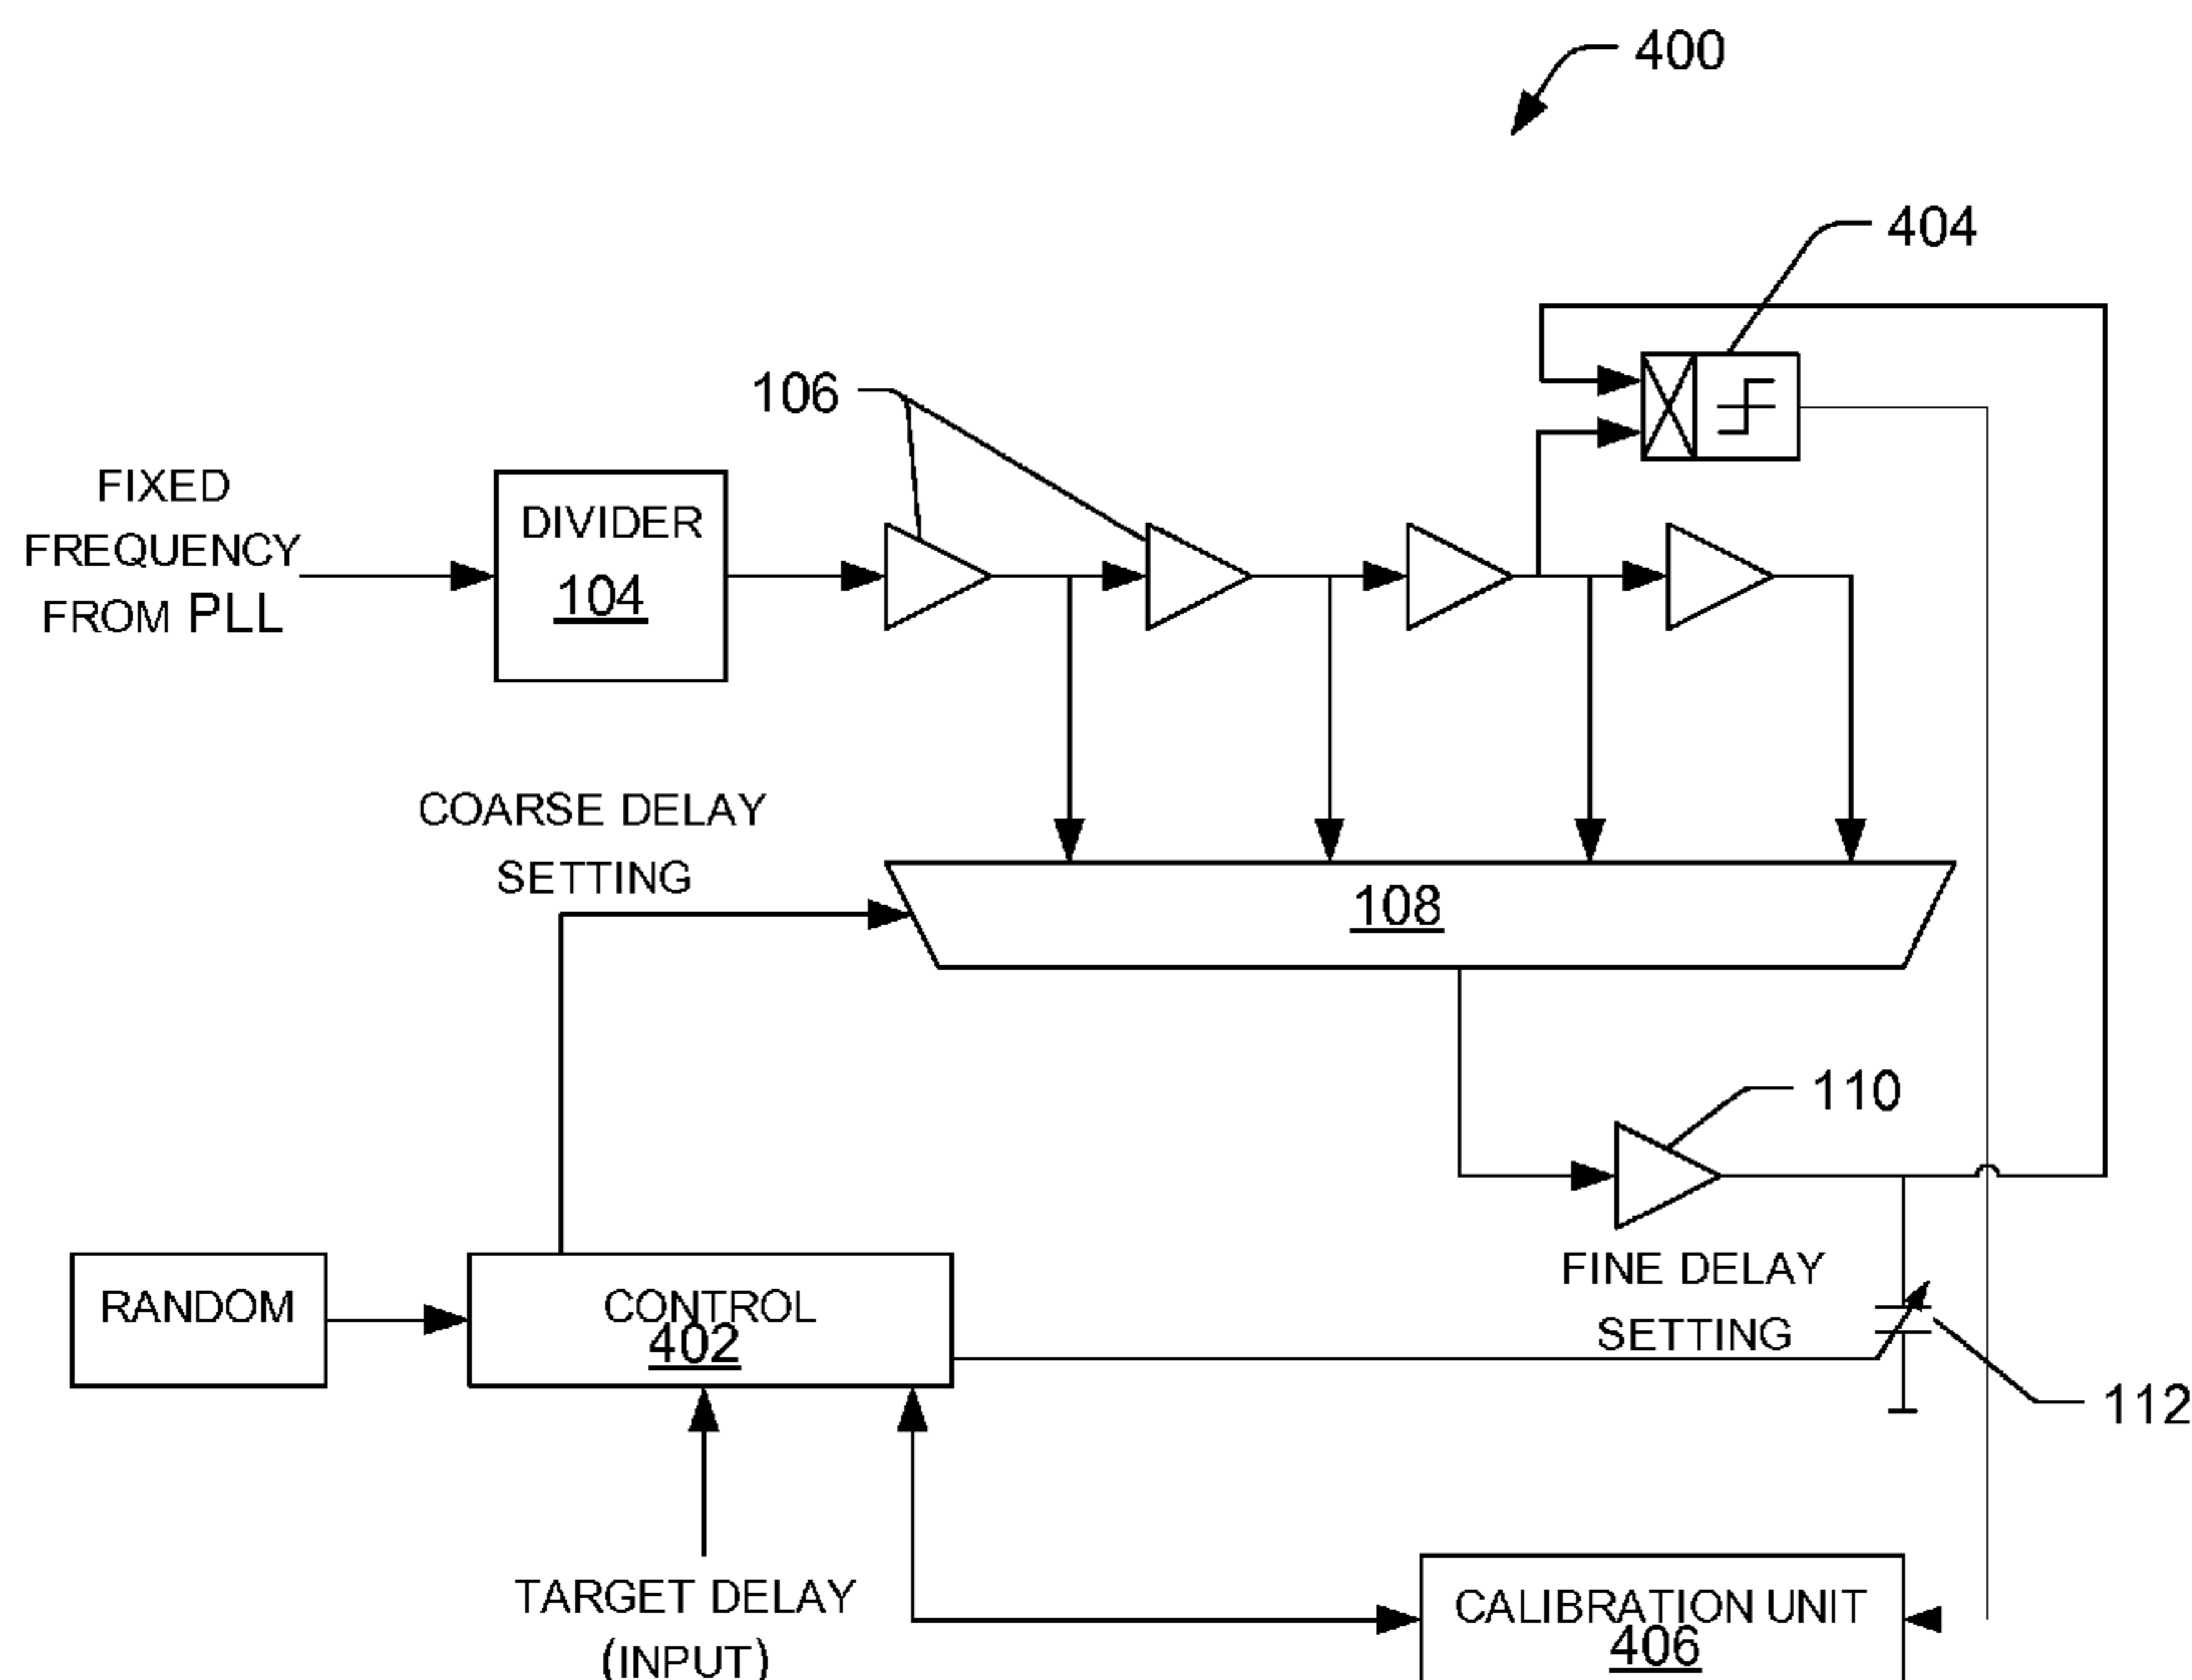 400
404
106
FIXED
FREQUENCY
FROM PLL
DIVIDER
104
COARSE DELAY
SETTING
108
110
RANDOM
CONTROL
402
FINE DELAY
SETTING
112
TARGET DELAY
(INPUT)
CALIBRATION UNIT
406